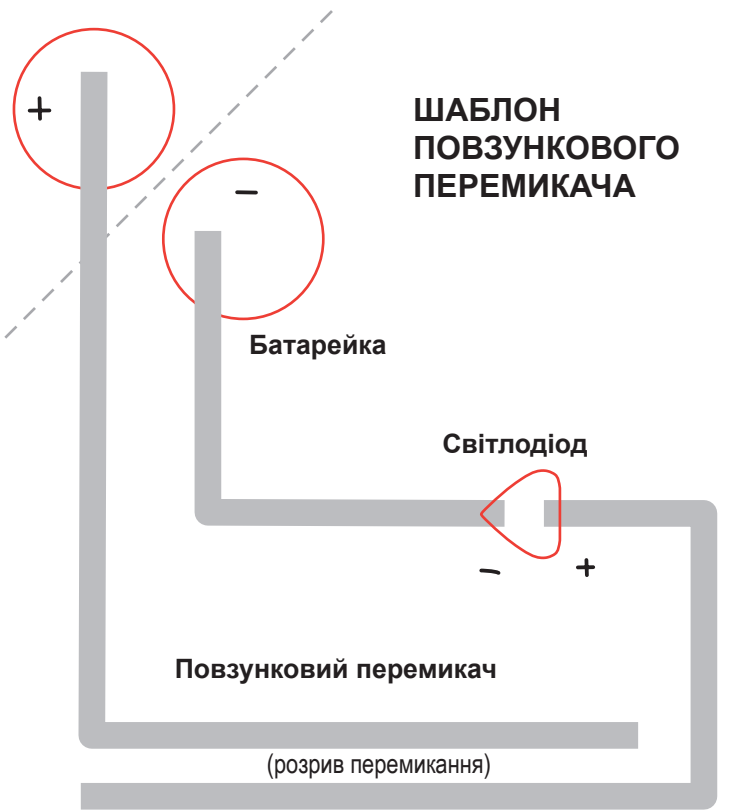 +
ШАБЛОН
ПОВЗУНКОВОГО
ПЕРЕМИКАЧА
–
Батарейка
Світлодіод
– +
Повзунковий перемикач
(розрив перемикання)